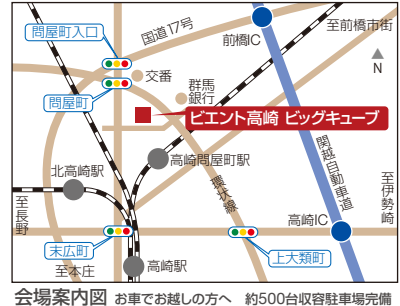 問屋町入口
国道17号
前橋IC
至前橋市街
N
交番
問屋町
群馬
銀行
ビエント高崎 ビッグキューブ
高崎問屋町駅
関越自動車道
北高崎駅
環状線
至伊勢崎
至長野
高崎IC
末広町
上大類町
至本庄
高崎駅
会場案内図 お車でお越しの方へ 約500台収容駐車場完備